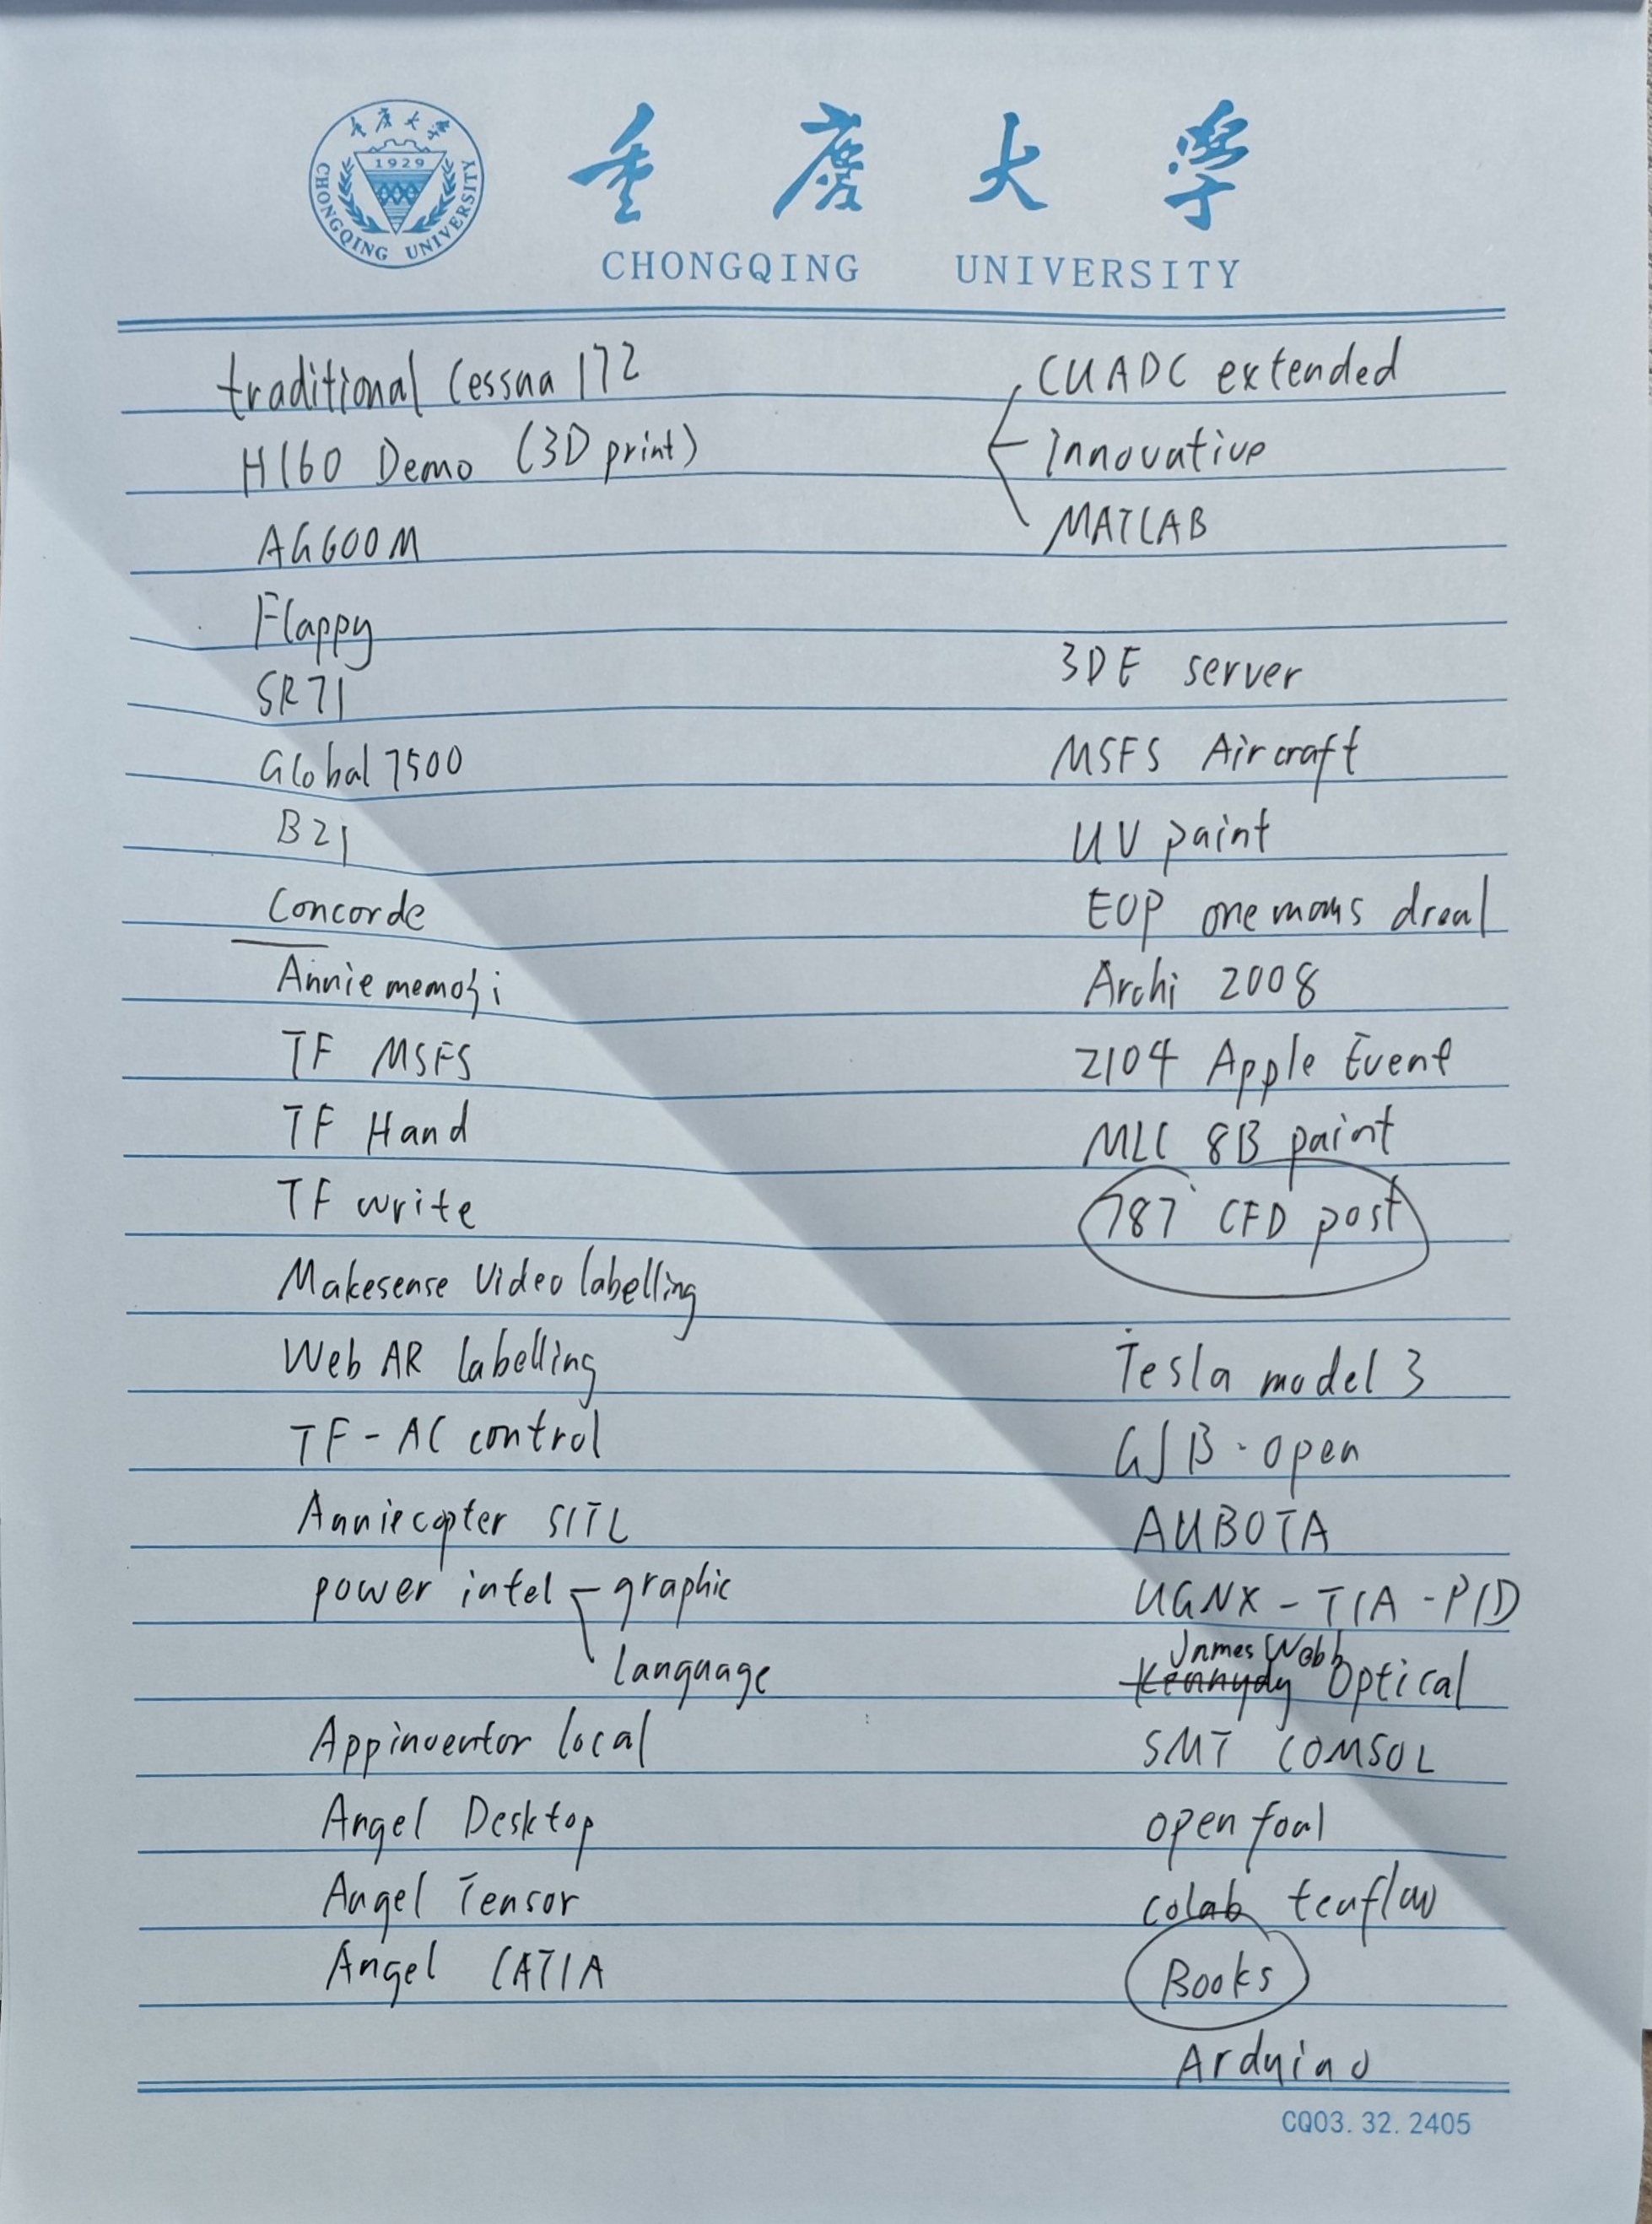 重庆大学
1929
CHONGQING UNIVERSITY
重庆大学
CHONGQING UNIVERSITY
traditional Cessna 172
H160 Demo (3D print)
AG600M
Flappy
SR71
Global 7500
B21
Concorde
Annie memoji
TF MSFS
TF Hand
TF write
Makesense Video labelling
Web AR labelling
TF-AC control
Anniecopter SITL
power intel - graphic
language
Appinventor local
Angel Desktop
Angel Tensor
Angel CATIA
CUADC extended
Innovative
MATLAB
3DE server
MSFS Aircraft
UV paint
EOP one
Archi 2008
2104 Apple Event
MLC 8B paint
787 CFD post
Tesla model 3
GJB-open
AUBOTA
UGNX-TIA-PID
James Webb
Kennydy Optical
SMT COMSOL
open foal
colab tenflow
Books
Arduino
CQ03.32.2405